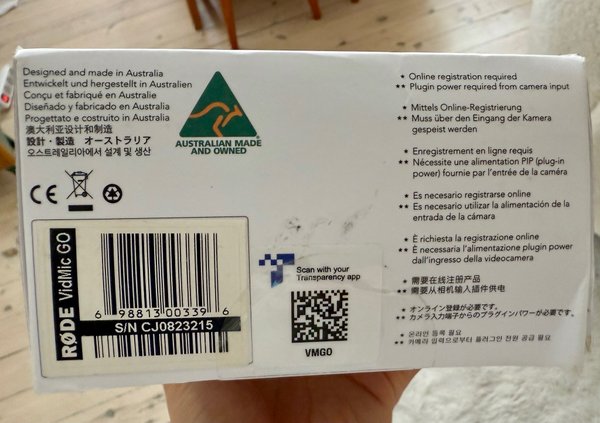 Designed and made in Australia
Entwickelt und hergestellt in Australien
Conçu et fabriqué en Australie
Diseñado y fabricado en Australia
Progettato e costruito in Australia
澳大利亚设计和制造
設計・製造 オーストラリア
오스트레일리아에서 설계 및 생산
AUSTRALIAN MADE
AND OWNED
CE
RØDE VidMic GO
6 98813 00339 6
S/N CJ0823215
Scan with your
Transparency app
VMGO
★ Online registration required
★★ Plugin power required from camera input
★ Mittels Online-Registrierung
★★ Muss über den Eingang der Kamera
gespeist werden
★ Enregistrement en ligne requis
★★ Nécessite une alimentation PIP (plug-in
power) fournie par l'entrée de la caméra
★ Es necesario registrarse online
★★ Es necesario utilizar la alimentación de la
entrada de la cámara
★ È richiesta la registrazione online
★★ È necessaria l'alimentazione plugin power
dall'ingresso della videocamera
★ 需要在线注册产品
★★ 需要从相机输入插件供电
★ オンライン登録が必要です。
★★ カメラ入力端子からのプラグインパワーが必要です、
★ 온라인 등록 필요
★★ 카메라 입력으로부터 플러그인 전원 공급 필요